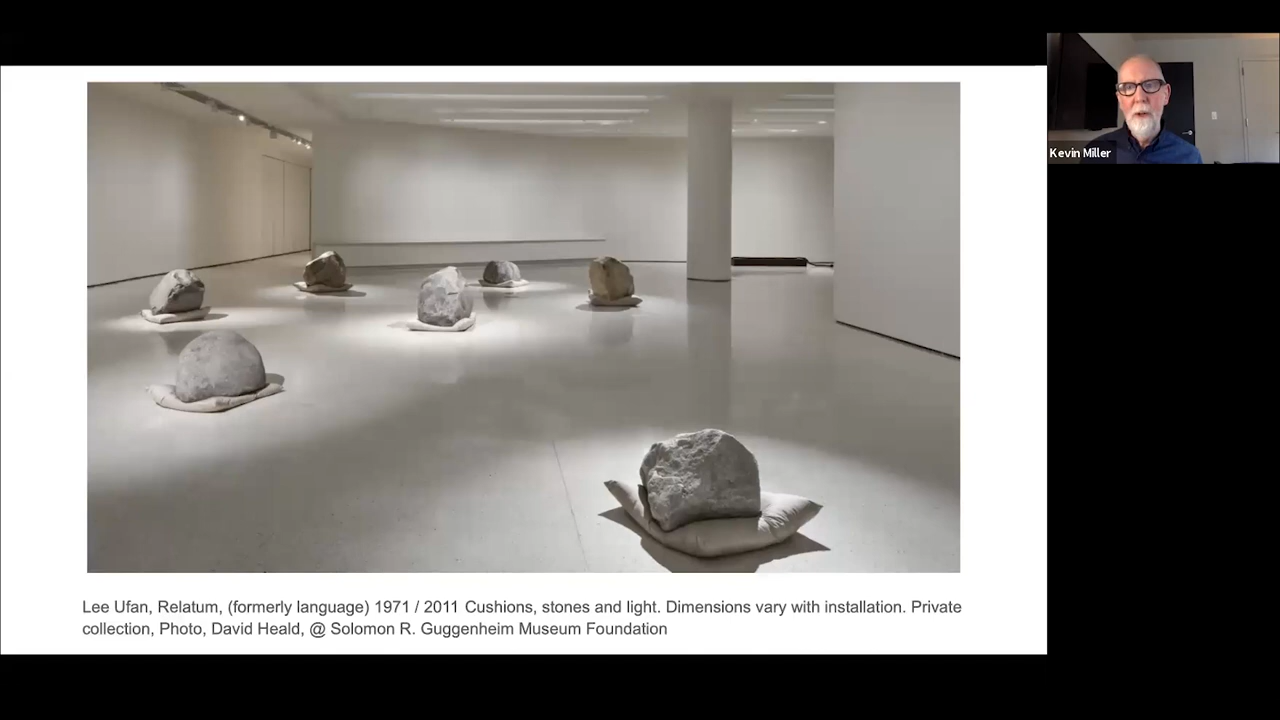 Kevin Miller
Lee Ufan, Relatum, (formerly language) 1971 / 2011 Cushions, stones and light. Dimensions vary with installation. Private
collection, Photo, David Heald, @ Solomon R. Guggenheim Museum Foundation